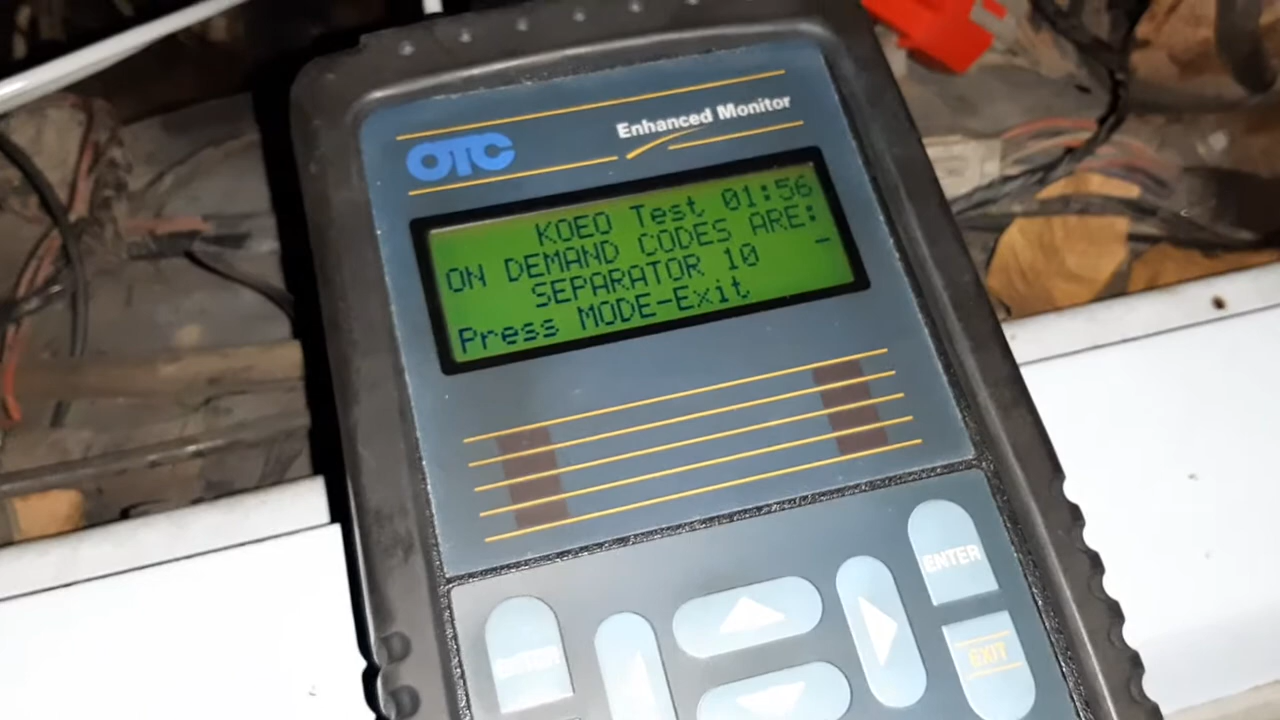 OTC
Enhanced Monitor
KOEO Test 01:56
ON DEMAND CODES ARE:
SEPARATOR 10 -
Press MODE-Exit
ENTER
EXIT